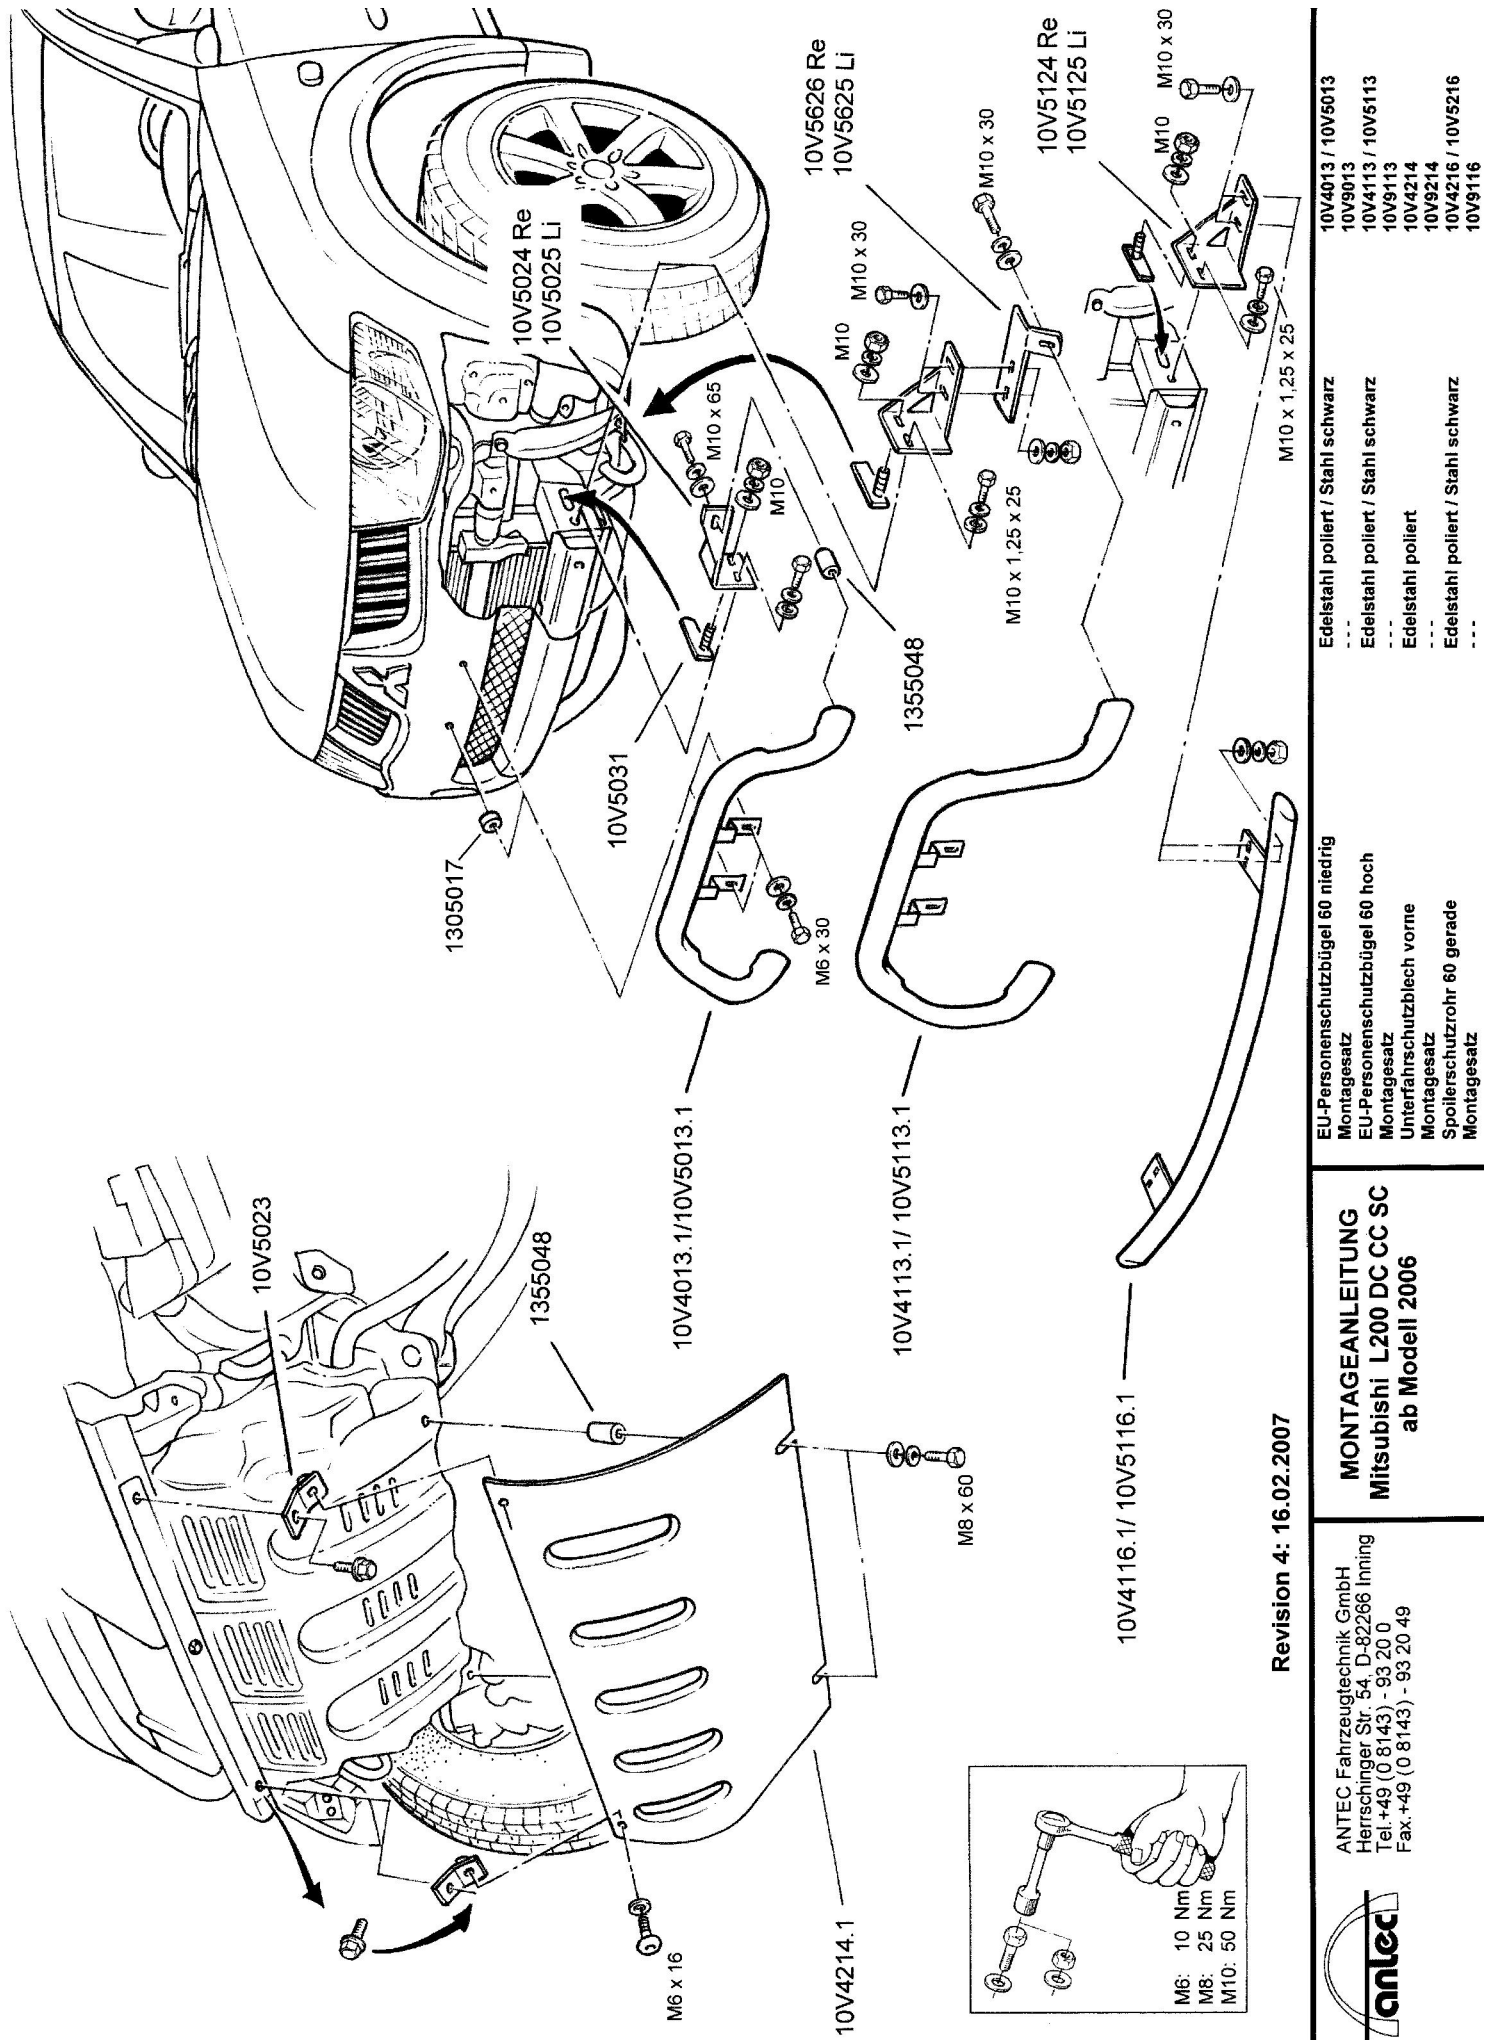 10V5023
1355048
M8 x 60
M6 x 16
10V4214.1
M6: 10 Nm
M8: 25 Nm
M10: 50 Nm
1305017
10V5031
10V5024 Re
10V5025 Li
M10 x 65
M10
1355048
M6 x 30
10V4013.1/10V5013.1
10V5626 Re
10V5625 Li
M10
M10 x 30
M10 x 30
M10 x 1,25 x 25
10V4113.1/ 10V5113.1
10V5124 Re
10V5125 Li
M10
M10 x 30
M10 x 1,25 x 25
10V4116.1/ 10V5116.1
Revision 4: 16.02.2007
antec
ANTEC Fahrzeugtechnik GmbH
Herrschinger Str. 54, D-82266 Inning
Tel.+49 (0 8143) - 93 20 0
Fax.+49 (0 8143) - 93 20 49
MONTAGEANLEITUNG
Mitsubishi L200 DC CC SC
ab Modell 2006
EU-Personenschutzbügel 60 niedrig Edelstahl poliert / Stahl schwarz 10V4013 / 10V5013
Montagesatz --- 10V9013
EU-Personenschutzbügel 60 hoch Edelstahl poliert / Stahl schwarz 10V4113 / 10V5113
Montagesatz --- 10V9113
Unterfahrschutzblech vorne Edelstahl poliert 10V4214
Montagesatz --- 10V9214
Spoilerschutzrohr 60 gerade Edelstahl poliert / Stahl schwarz 10V4216 / 10V5216
Montagesatz --- 10V9116